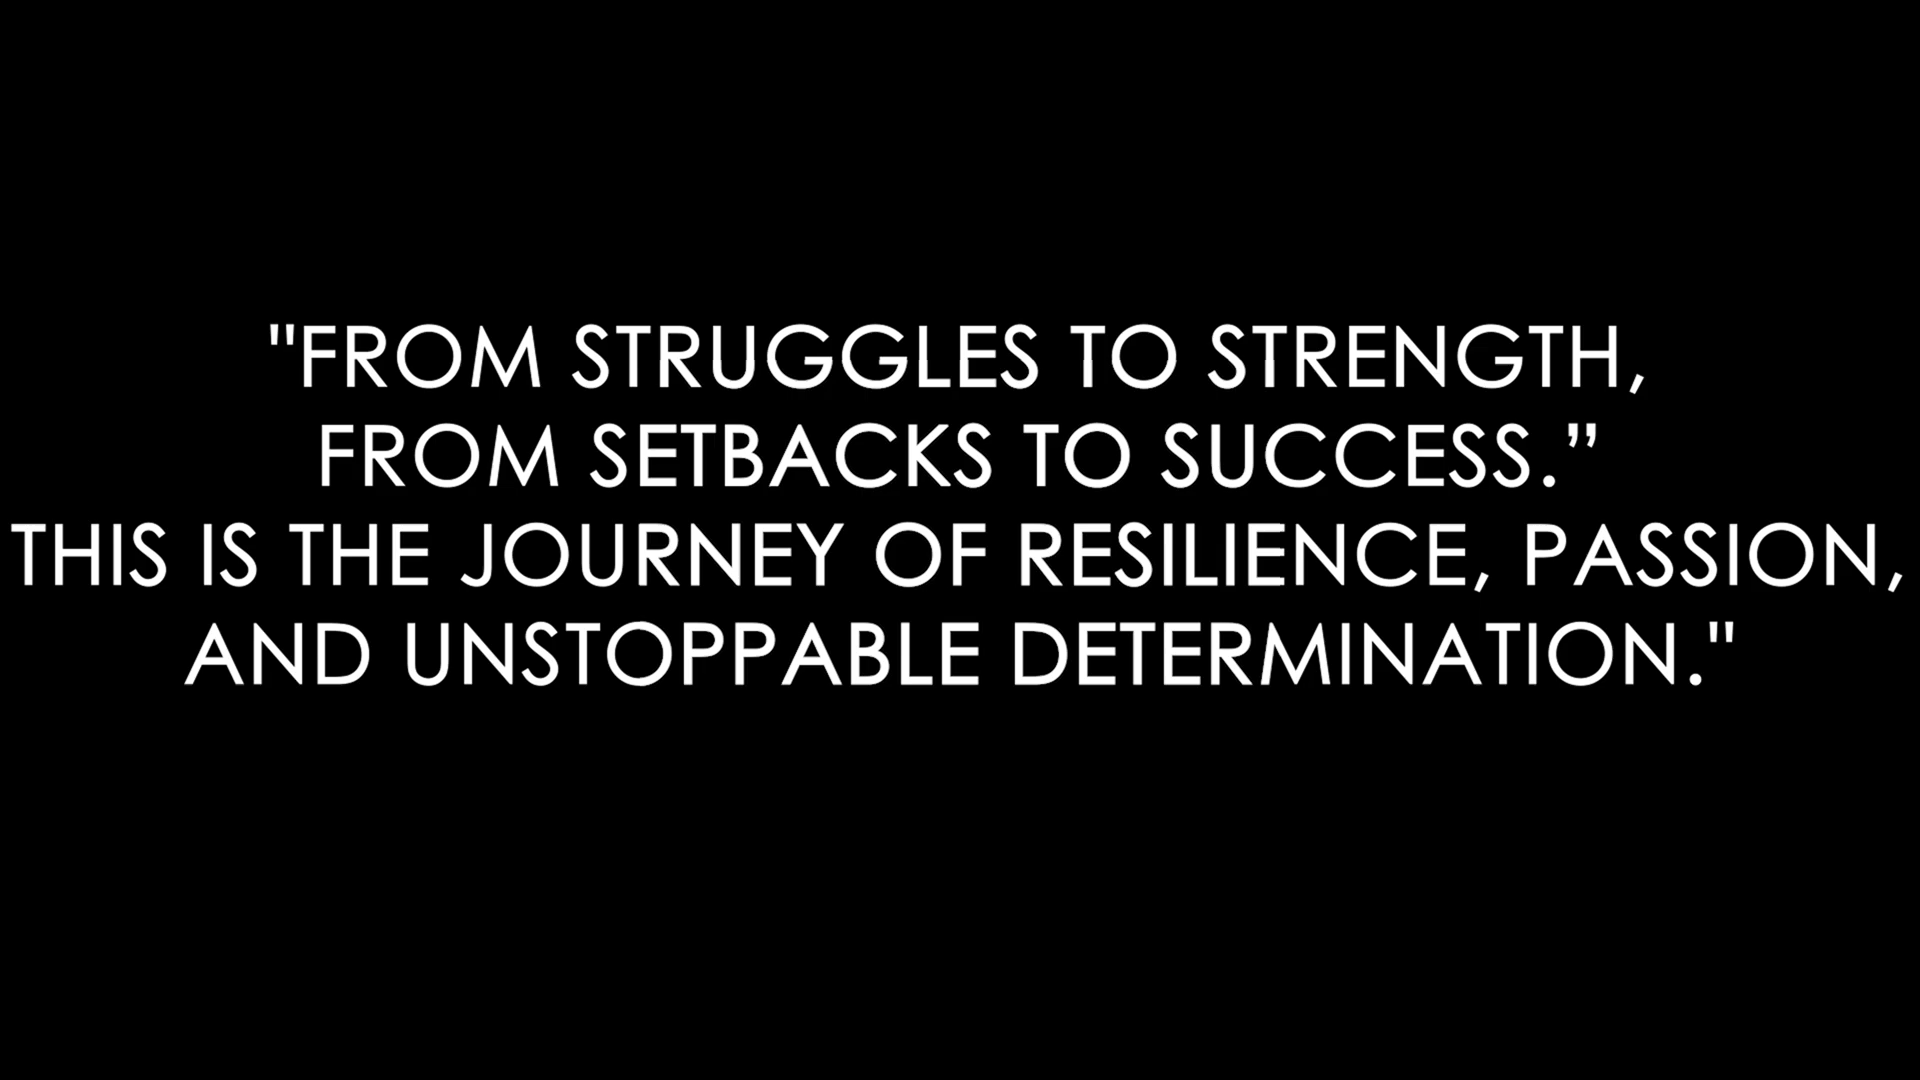 "FROM STRUGGLES TO STRENGTH,
FROM SETBACKS TO SUCCESS.”
THIS IS THE JOURNEY OF RESILIENCE, PASSION,
AND UNSTOPPABLE DETERMINATION."